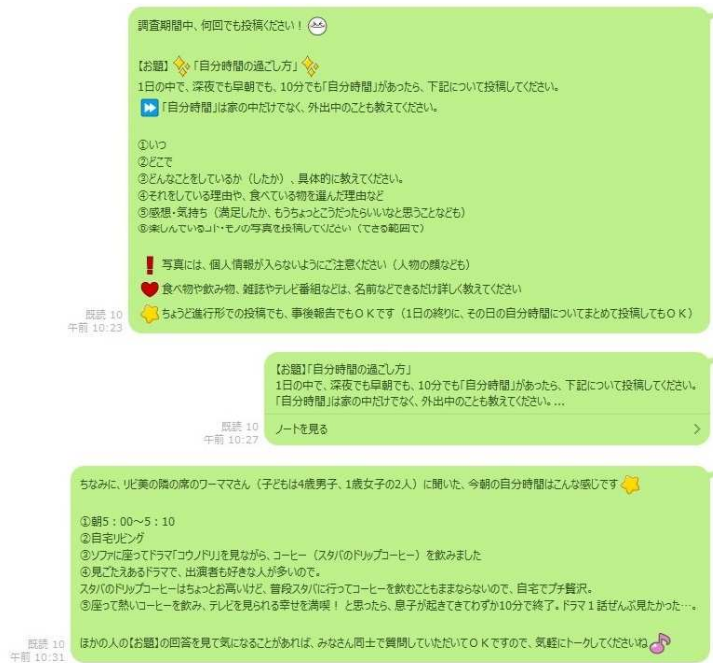 調査期間中、何回でも投稿ください！
【お題】「自分時間の過ごし方」
1日の中で、深夜でも早朝でも、10分でも「自分時間」があったら、下記について投稿してください。
「自分時間」は家の中だけでなく、外出中のことも教えてください。
①いつ
②どこで
③どんなことをしているか（したか）、具体的に教えてください。
④それをしている理由や、食べている物を選んだ理由など
⑤感想・気持ち（満足したか、もうちょっとこうだったらいいなと思うことなども）
⑥楽しんでいるコト・モノの写真を投稿してください（できる範囲で）
写真には、個人情報が入らないようにご注意ください（人物の顔なども）
食べ物や飲み物、雑誌やテレビ番組などは、名前などできるだけ詳しく教えてください
ちょうど進行形での投稿でも、事後報告でもＯＫです（1日の終りに、その日の自分時間についてまとめて投稿してもＯＫ）
既読 10
午前 10:23
【お題】「自分時間の過ごし方」
1日の中で、深夜でも早朝でも、10分でも「自分時間」があったら、下記について投稿してください。
「自分時間」は家の中だけでなく、外出中のことも教えてください。...
ノートを見る
既読 10
午前 10:27
ちなみに、リビ美の隣の席のワーママさん（子どもは4歳男子、1歳女子の2人）に聞いた、今朝の自分時間はこんな感じです
①朝5：00～5：10
②自宅リビング
③ソファに座ってドラマ「コウノドリ」を見ながら、コーヒー（スタバのドリップコーヒー）を飲みました
④見ごたえあるドラマで、出演者も好きな人が多いので。
スタバのドリップコーヒーはちょっとお高いけど、普段スタバに行ってコーヒーを飲むこともままならないので、自宅でプチ贅沢。
⑤座って熱いコーヒーを飲み、テレビを見られる幸せを満喫！ と思ったら、息子が起きてきてわずか10分で終了。ドラマ１話ぜんぶ見たかった…。
ほかの人の【お題】の回答を見て気になることがあれば、みなさん同士で質問していただいてＯＫですので、気軽にトークしてくださいね
既読 10
午前 10:31